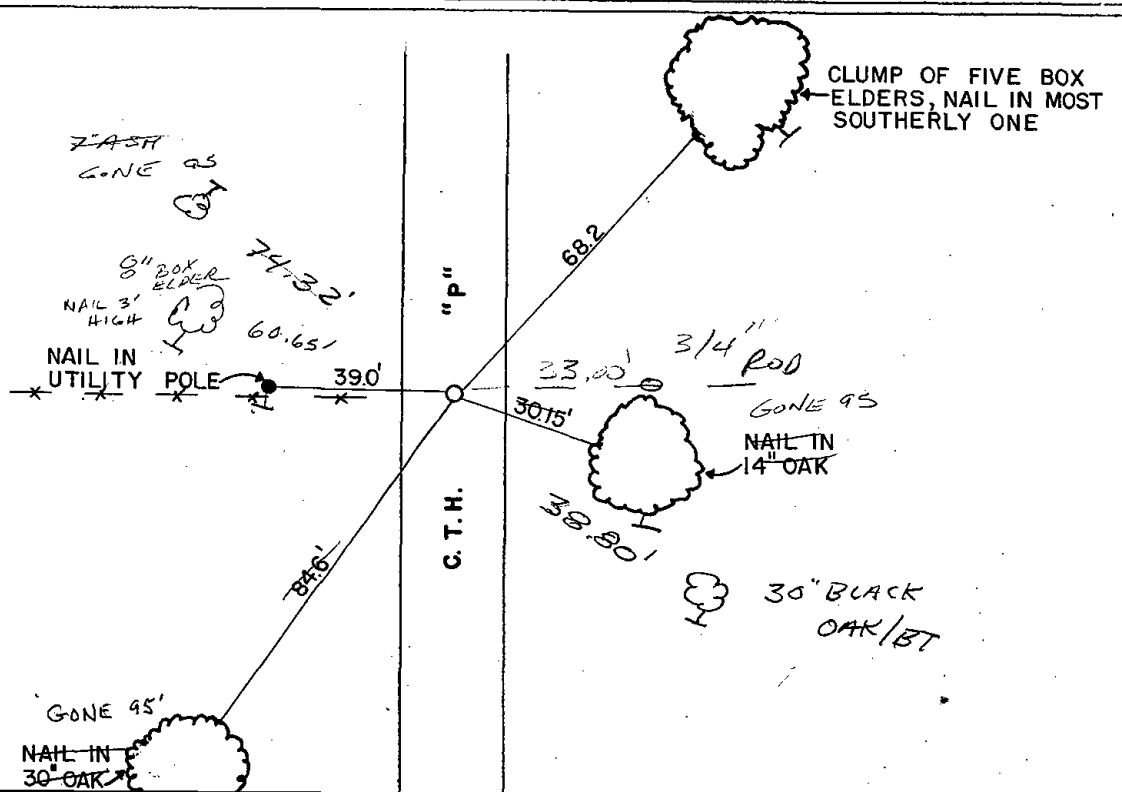 CLUMP OF FIVE BOX
ELDERS, NAIL IN MOST
SOUTHERLY ONE
7" ASH
GONE 95
74.32'
68.2
"P"
8" BOX
ELDER
NAIL 3'
HIGH
60.65'
NAIL IN
UTILITY POLE
39.0'
33.00'
3/4" ROD
30.15'
GONE 95
NAIL IN
14" OAK
38.80'
C. T. H.
84.6'
30" BLACK
OAK/BT
GONE 95'
NAIL IN
30" OAK